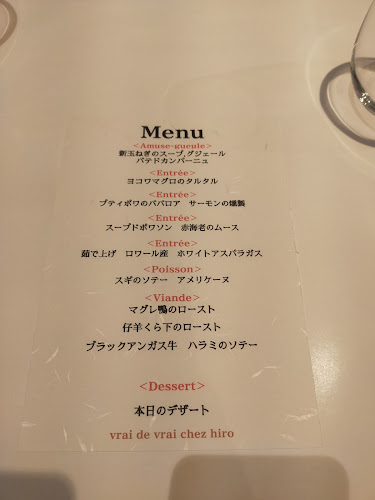 Menu
<Amuse-gueule>
新玉ねぎのスープ,グジェール
パテドカンパーニュ
<Entrée>
ヨコワマグロのタルタル
<Entrée>
プティポワのババロア　サーモンの燻製
<Entrée>
スープドポワソン　赤海老のムース
<Entrée>
茹で上げ　ロワール産　ホワイトアスパラガス
<Poisson>
スギのソテー　アメリケーヌ
<Viande>
マグレ鴨のロースト
仔羊くら下のロースト
ブラックアンガス牛　ハラミのソテー
<Dessert>
本日のデザート
vrai de vrai chez hiro